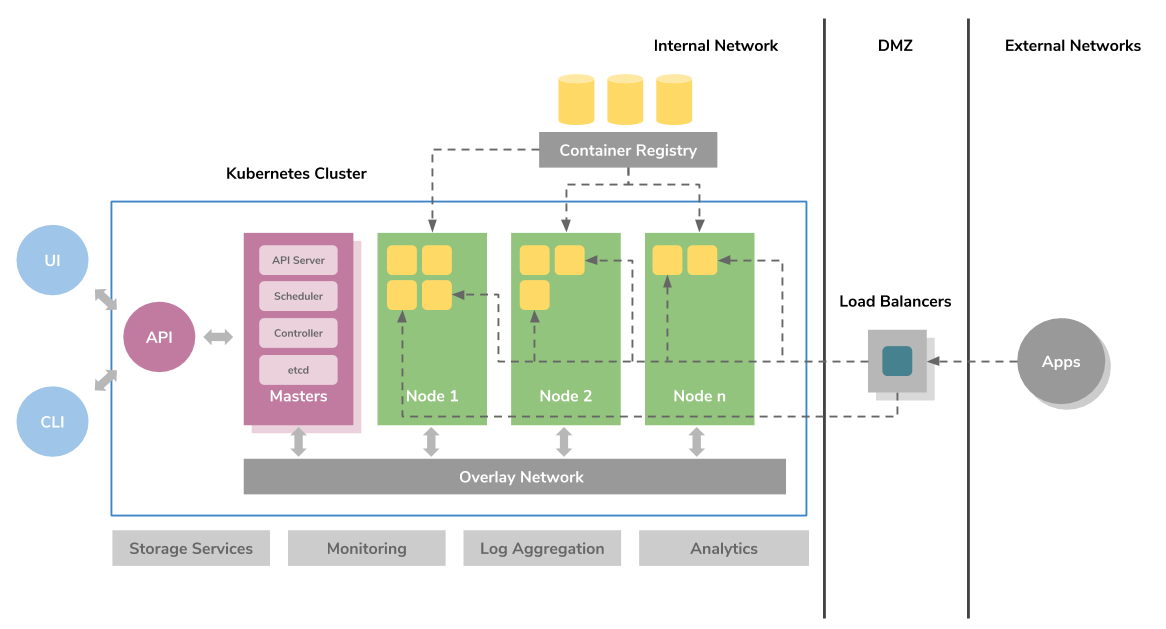 Internal Network
DMZ
External Networks
Container Registry
Kubernetes Cluster
UI
API
CLI
API Server
Scheduler
Controller
etcd
Masters
Node 1
Node 2
Node n
Load Balancers
Apps
Overlay Network
Storage Services
Monitoring
Log Aggregation
Analytics